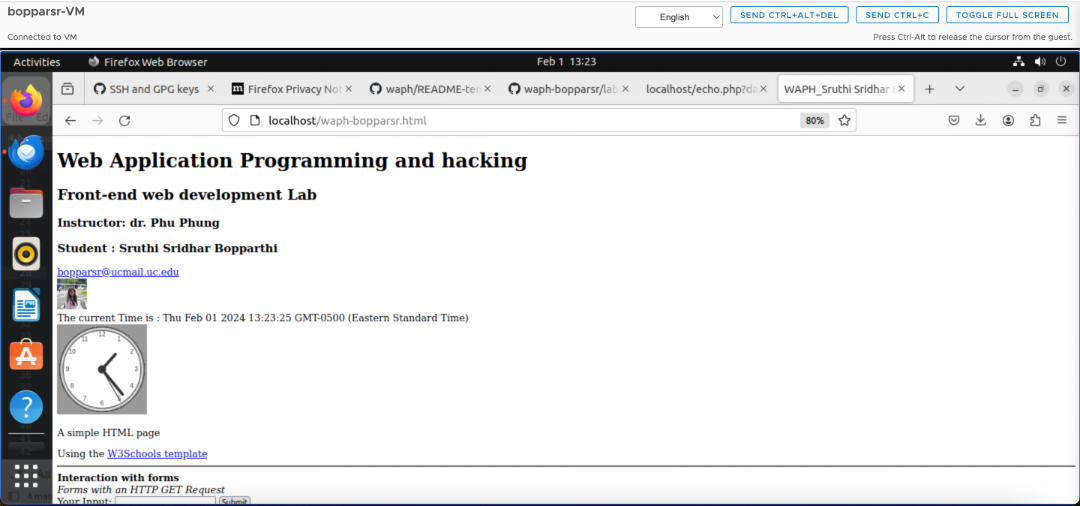 bopparsr-VM
English
SEND CTRL+ALT+DEL
SEND CTRL+C
TOGGLE FULL SCREEN
Connected to VM
Press Ctrl-Alt to release the cursor from the guest.
Activities
Firefox Web Browser
Feb 1 13:23
SSH and GPG keys
Firefox Privacy Not
waph/README-ten
waph-bopparsr/lab
localhost/echo.php?da
WAPH_Sruthi Sridhar
localhost/waph-bopparsr.html
80%
Web Application Programming and hacking
Front-end web development Lab
Instructor: dr. Phu Phung
Student : Sruthi Sridhar Bopparthi
bopparsr@ucmail.uc.edu
The current Time is : Thu Feb 01 2024 13:23:25 GMT-0500 (Eastern Standard Time)
12
1
2
3
4
5
6
7
8
9
10
11
A simple HTML page
Using the W3Schools template
Interaction with forms
Forms with an HTTP GET Request
Your Input:
Submit